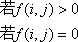 若f(i, j) > 0
若f(i, j) = 0